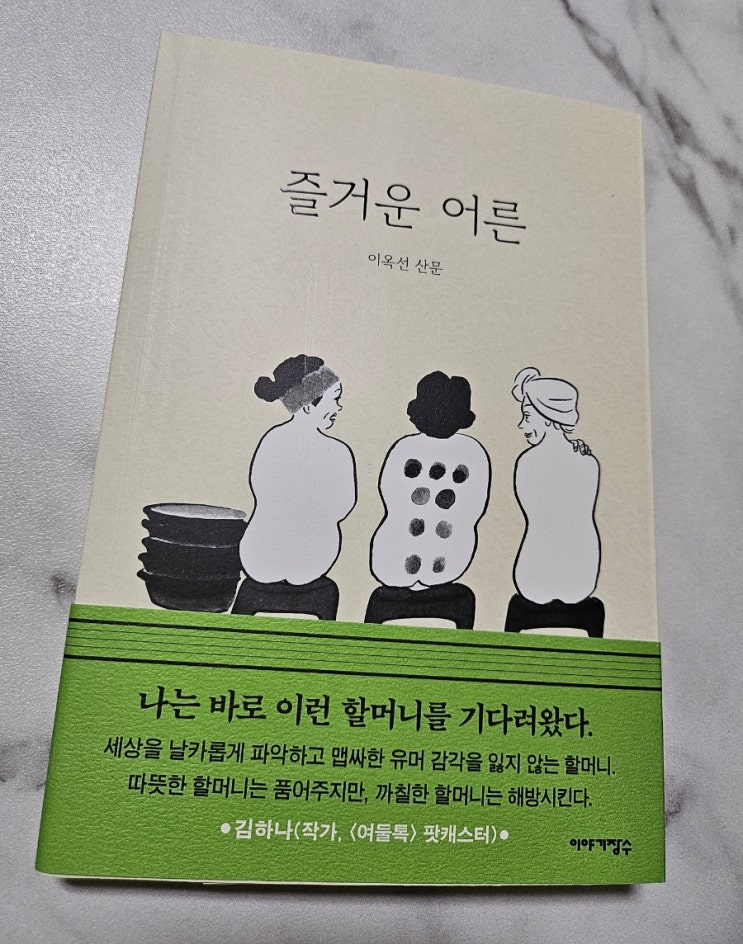 즐거운 어른
이옥선 산문
나는 바로 이런 할머니를 기다려왔다.
세상을 날카롭게 파악하고 맵싸한 유머 감각을 잃지 않는 할머니.
따뜻한 할머니는 품어주지만, 까칠한 할머니는 해방시킨다.
●김하나(작가, 〈여둘톡〉 팟캐스터)●
이야기장수